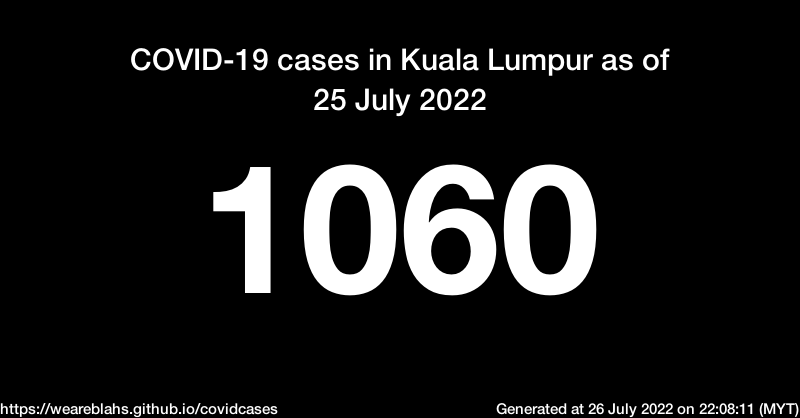 COVID-19 cases in Kuala Lumpur as of
25 July 2022
1060
https://weareblahs.github.io/covidcases
Generated at 26 July 2022 on 22:08:11 (MYT)